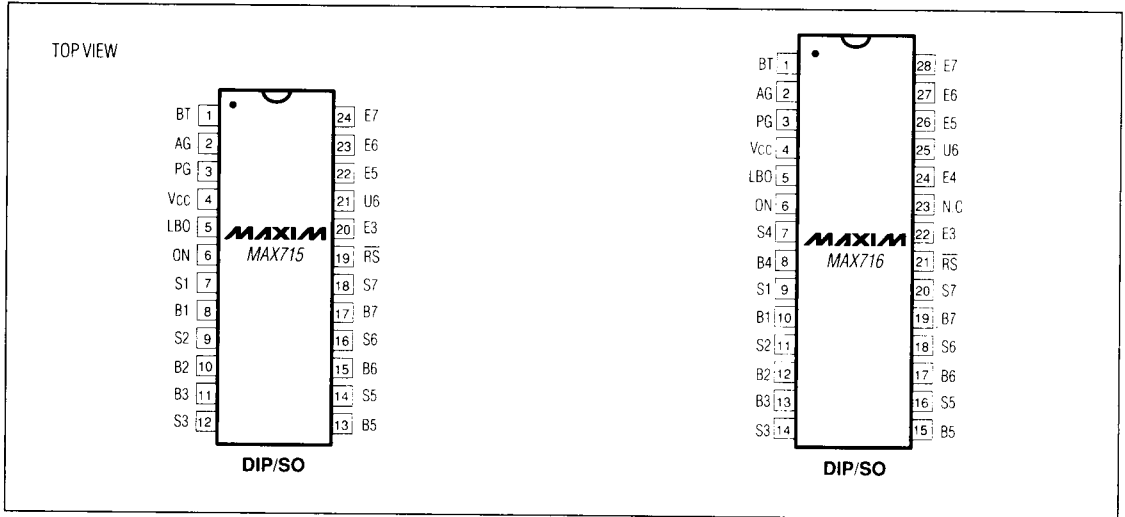 TOP VIEW
BT 1 24 E7
AG 2 23 E6
PG 3 22 E5
VCC 4 21 U6
LBO 5 20 E3
ON 6 19 R̅S̅
S1 7 18 S7
B1 8 17 B7
S2 9 16 S6
B2 10 15 B6
B3 11 14 S5
S3 12 13 B5
MAXIM
MAX715
DIP/SO
BT 1 28 E7
AG 2 27 E6
PG 3 26 E5
VCC 4 25 U6
LBO 5 24 E4
ON 6 23 N.C
S4 7 22 E3
B4 8 21 R̅S̅
S1 9 20 S7
B1 10 19 B7
S2 11 18 S6
B2 12 17 B6
B3 13 16 S5
S3 14 15 B5
MAXIM
MAX716
DIP/SO